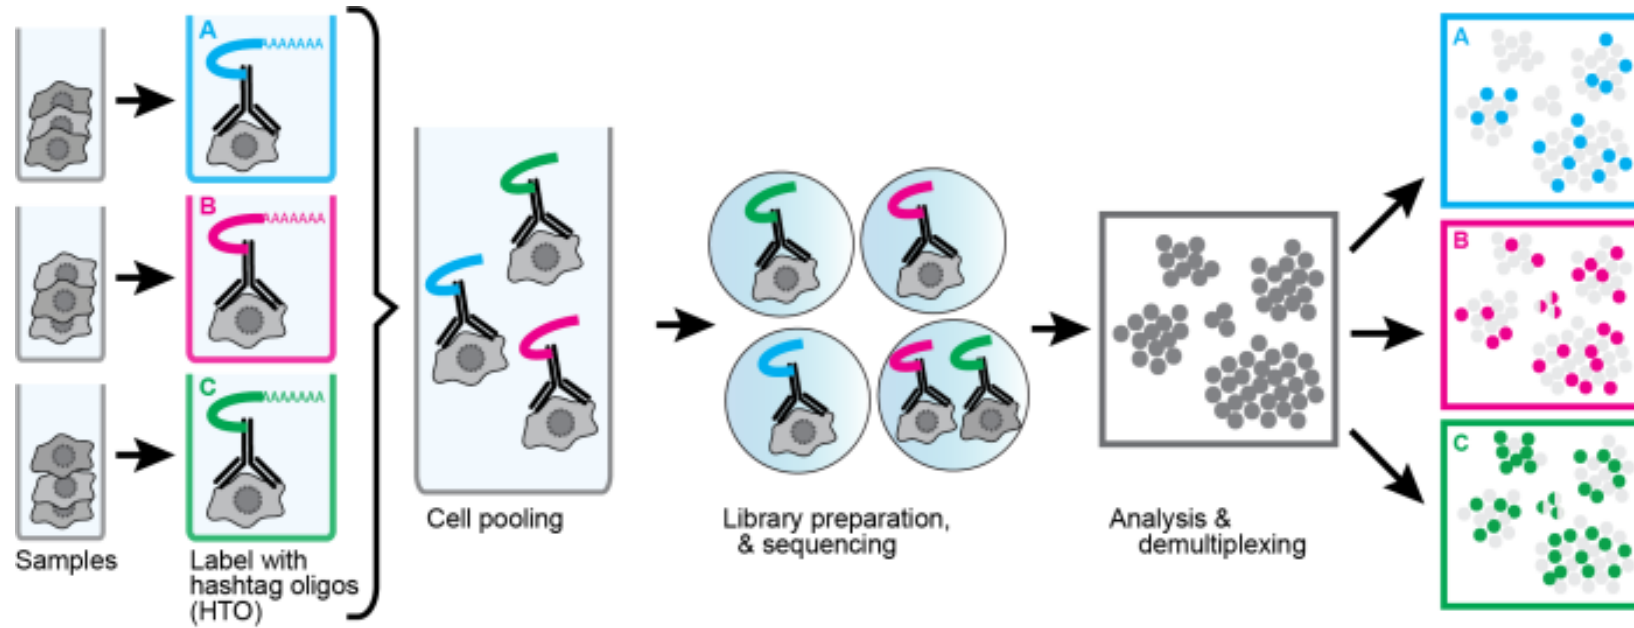 A
AAAAAAA
B
AAAAAAA
C
AAAAAAA
Samples
Label with
hashtag oligos
(HTO)
Cell pooling
Library preparation,
& sequencing
Analysis &
demultiplexing
A
B
C